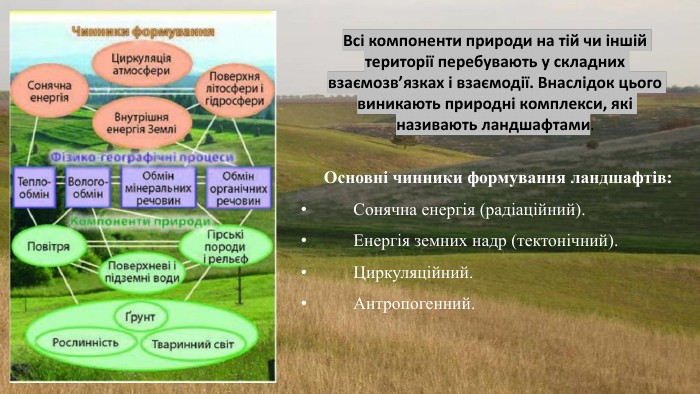 Чинники формування
Циркуляція
атмосфери
Сонячна
енергія
Поверхня
літосфери і
гідросфери
Внутрішня
енергія Землі
Фізико-географічні процеси
Тепло-
обмін
Волого-
обмін
Обмін
мінеральних
речовин
Обмін
органічних
речовин
Компоненти природи
Повітря
Гірські
породи
і рельєф
Поверхневі і
підземні води
Ґрунт
Рослинність
Тваринний світ
Всі компоненти природи на тій чи іншій
території перебувають у складних
взаємозв’язках і взаємодії. Внаслідок цього
виникають природні комплекси, які
називають ландшафтами.
Основні чинники формування ландшафтів:
• Сонячна енергія (радіаційний).
• Енергія земних надр (тектонічний).
• Циркуляційний.
• Антропогенний.